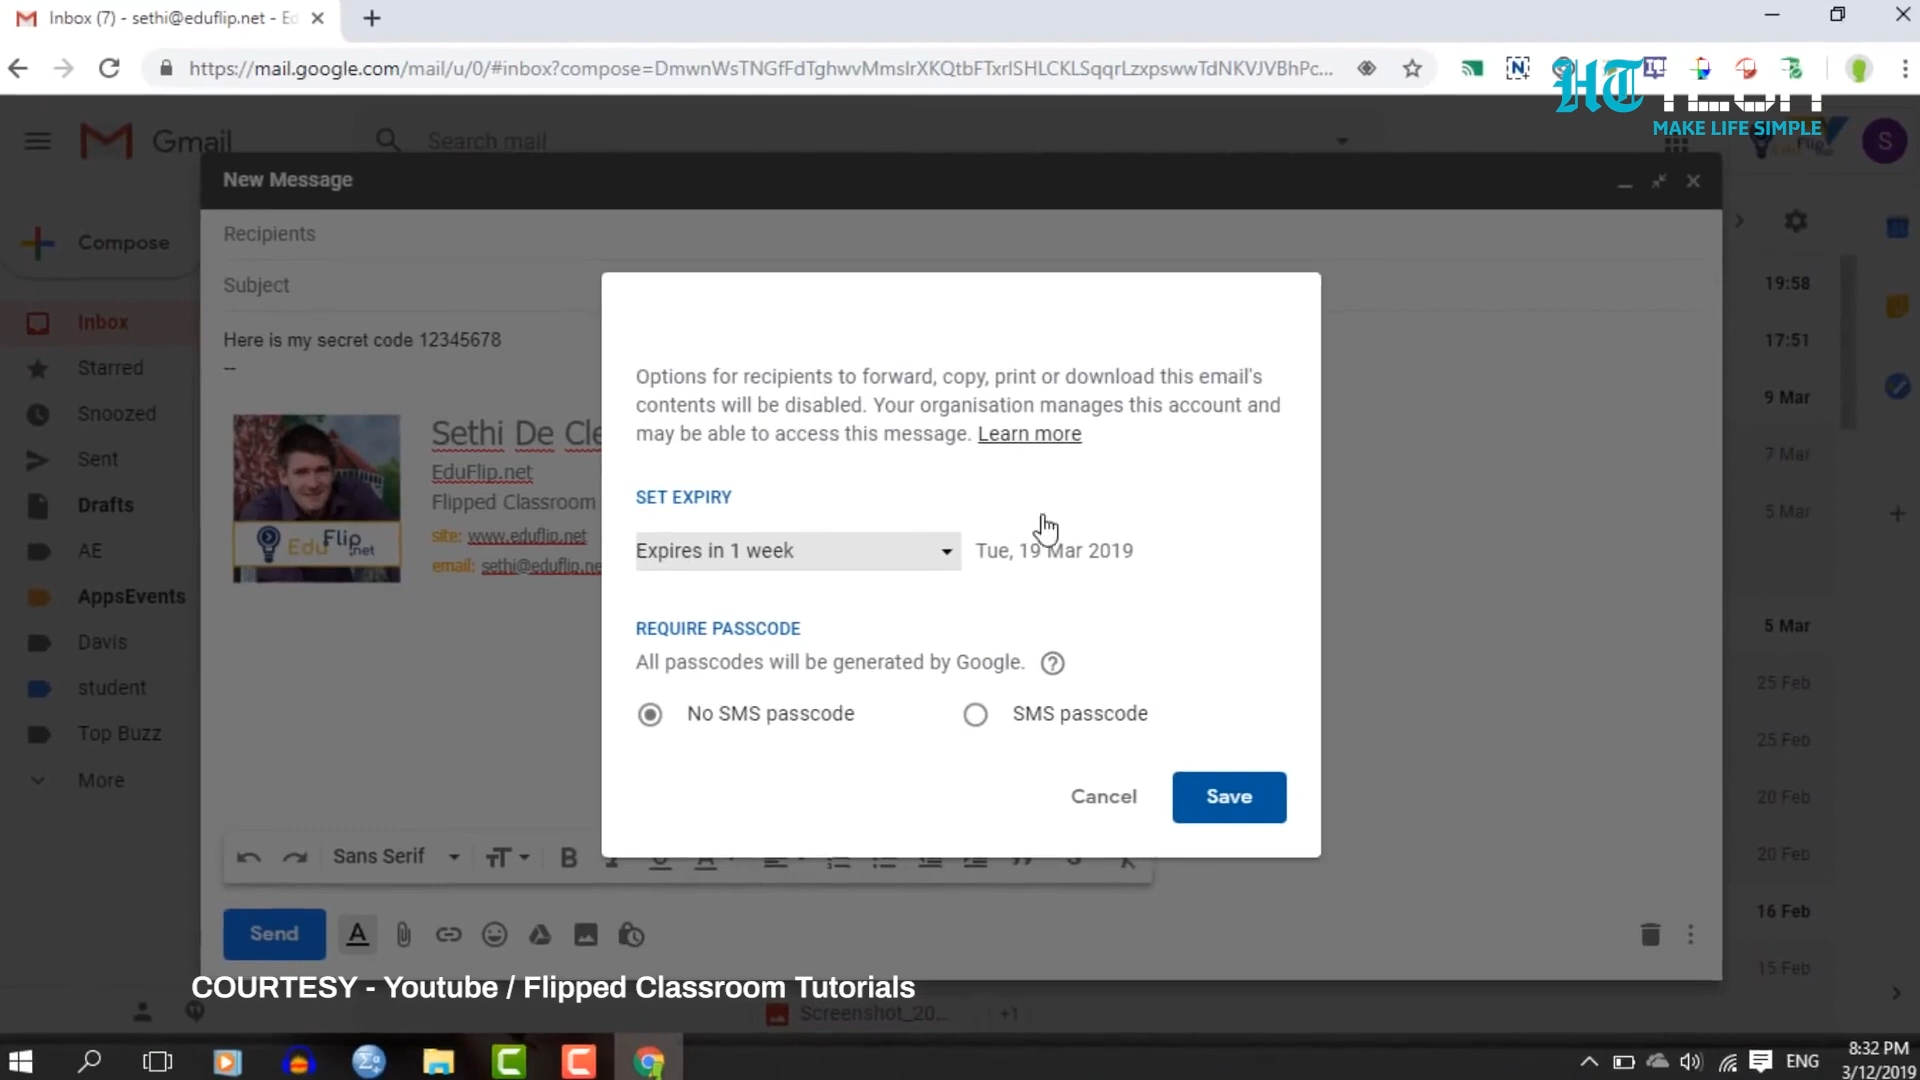 Inbox (7) - sethi@eduflip.net - Ed
https://mail.google.com/mail/u/0/#inbox?compose=DmwnWsTNGfFdTghwvMmslrXKQtbFTxrlSHLCKLSqqrLzxpswwTdNKVJVBhPc...
HT TECH
MAKE LIFE SIMPLE
Gmail
Search mail
S
New Message
Compose
Recipients
Subject
Inbox
Starred
Snoozed
Sent
Drafts
AE
AppsEvents
Davis
student
Top Buzz
More
Here is my secret code 12345678
--
Edu Flip.net
Sethi De Cle
EduFlip.net
Flipped Classroom
site: www.eduflip.net
email: sethi@eduflip.ne
Options for recipients to forward, copy, print or download this email's
contents will be disabled. Your organisation manages this account and
may be able to access this message. Learn more
SET EXPIRY
Expires in 1 week
Tue, 19 Mar 2019
REQUIRE PASSCODE
All passcodes will be generated by Google.
No SMS passcode
SMS passcode
Cancel
Save
19:58
17:51
9 Mar
7 Mar
5 Mar
5 Mar
25 Feb
25 Feb
20 Feb
20 Feb
16 Feb
15 Feb
Sans Serif
Send
COURTESY - Youtube / Flipped Classroom Tutorials
Screenshot_20...
+1
ENG
8:32 PM
3/12/2019